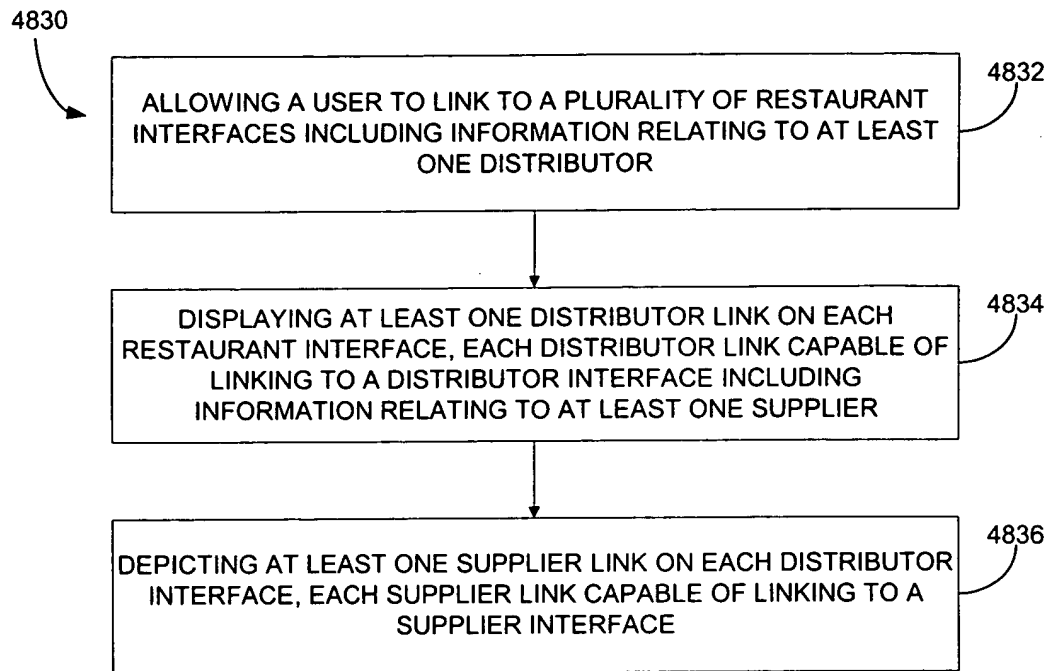 4830
ALLOWING A USER TO LINK TO A PLURALITY OF RESTAURANT
INTERFACES INCLUDING INFORMATION RELATING TO AT LEAST
ONE DISTRIBUTOR
4832
DISPLAYING AT LEAST ONE DISTRIBUTOR LINK ON EACH
RESTAURANT INTERFACE, EACH DISTRIBUTOR LINK CAPABLE OF
LINKING TO A DISTRIBUTOR INTERFACE INCLUDING
INFORMATION RELATING TO AT LEAST ONE SUPPLIER
4834
DEPICTING AT LEAST ONE SUPPLIER LINK ON EACH DISTRIBUTOR
INTERFACE, EACH SUPPLIER LINK CAPABLE OF LINKING TO A
SUPPLIER INTERFACE
4836